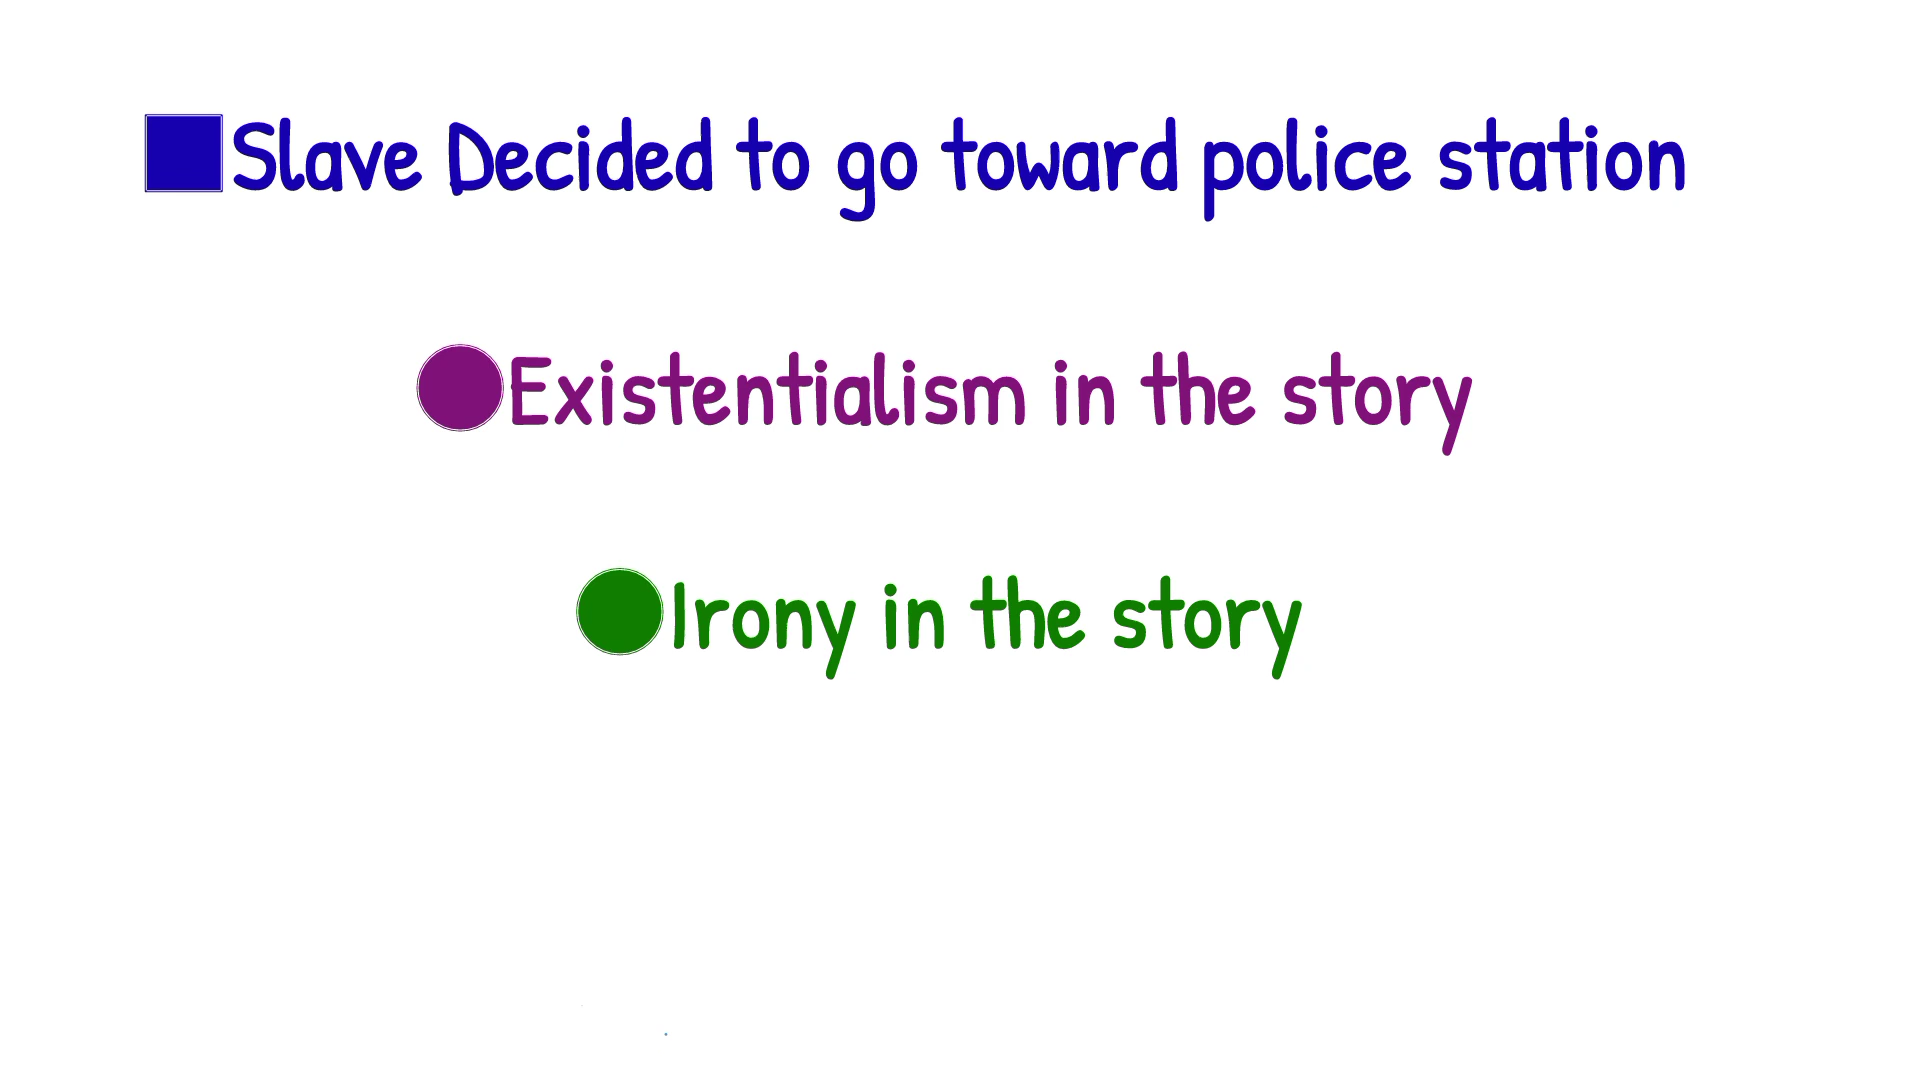 Slave Decided to go toward police station
Existentialism in the story
Irony in the story